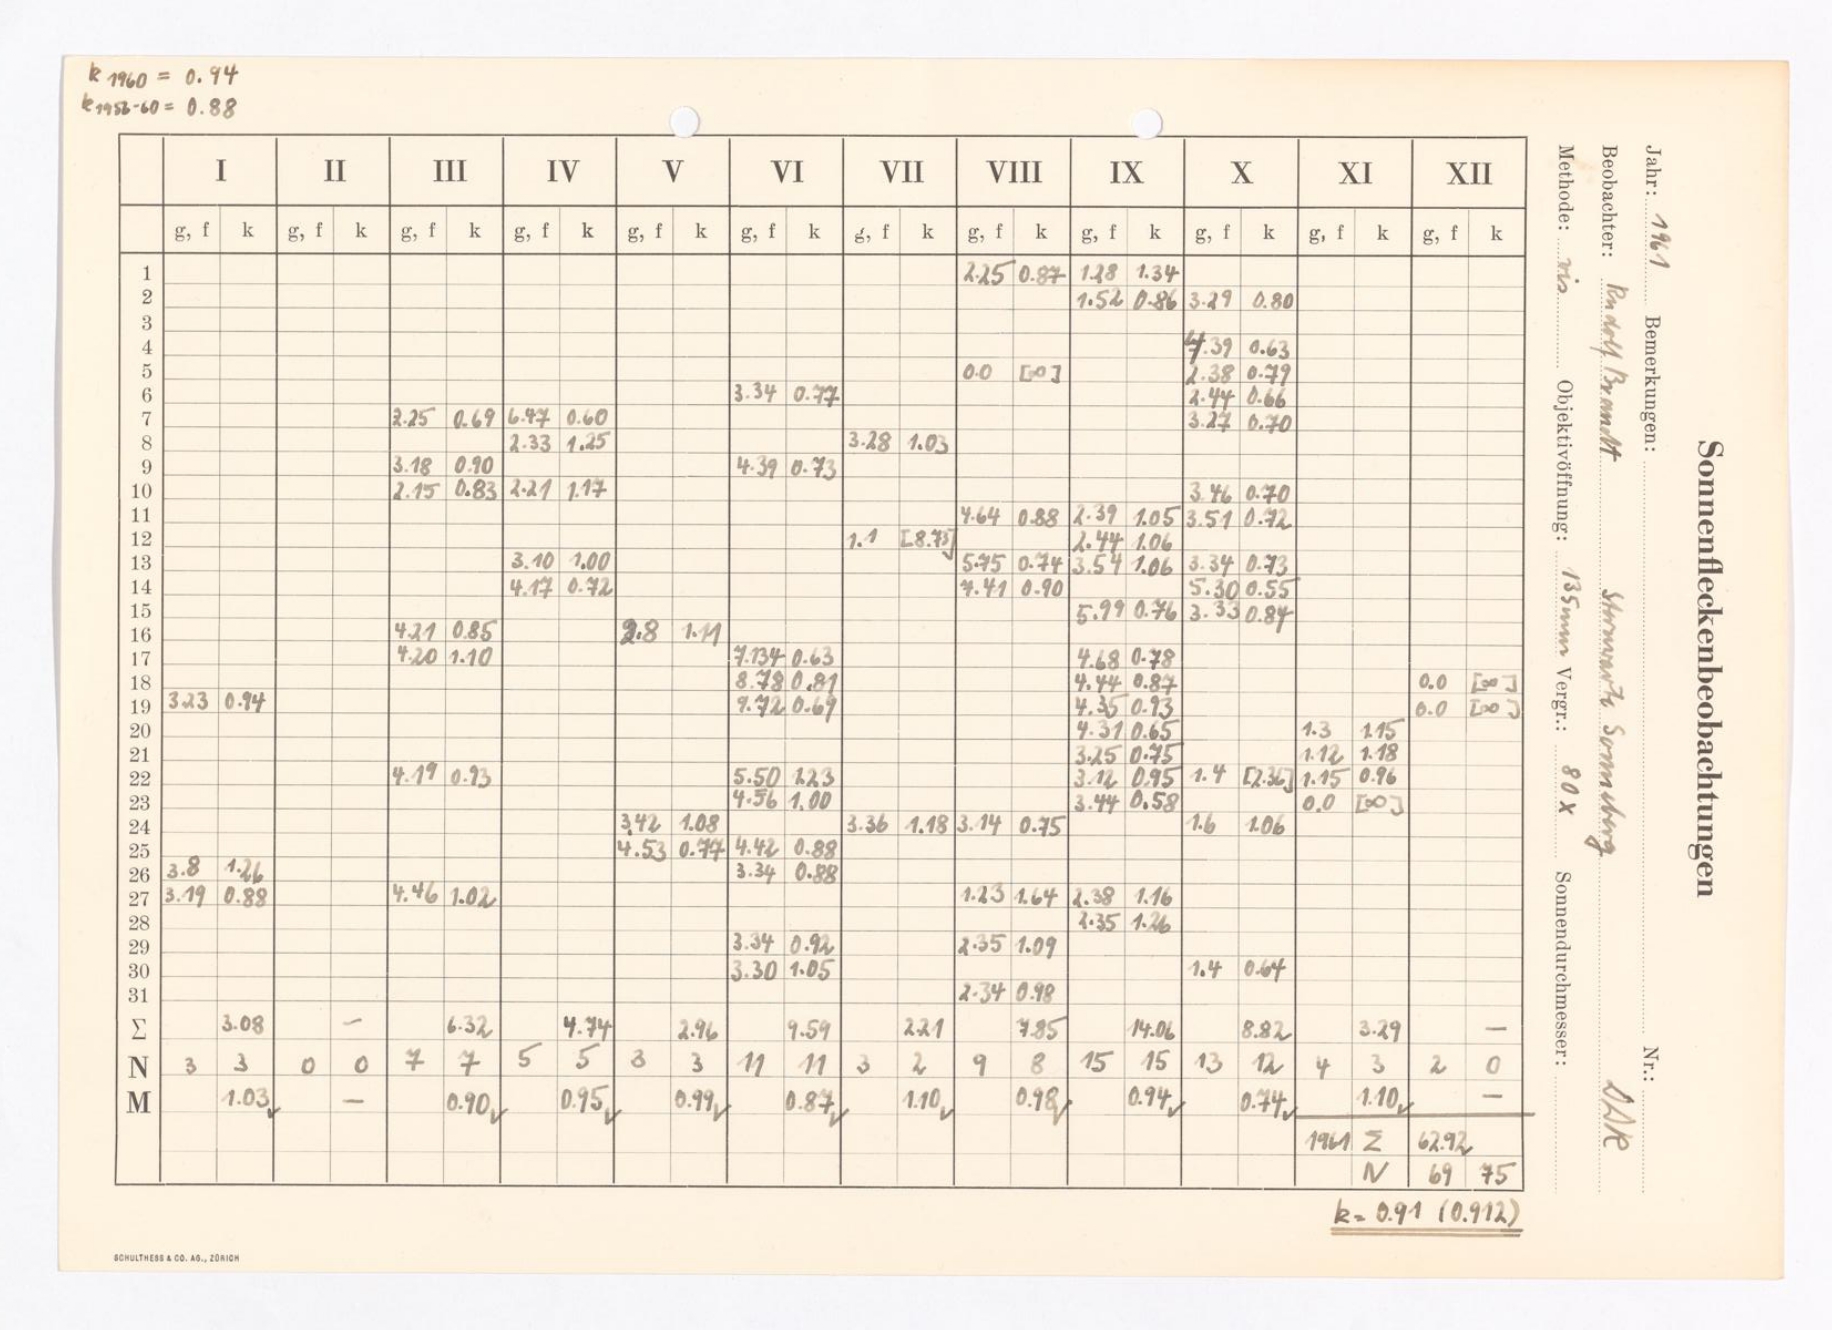 k 1960 = 0.94
k 1956-60 = 0.88
I II III IV V VI VII VIII IX X XI XII
g, f k g, f k g, f k g, f k g, f k g, f k g, f k g, f k g, f k g, f k g, f k g, f k
1 2.25 0.87 1.28 1.34
2 1.52 0.86 3.29 0.80
3
4 4.39 0.63
5 0.0 [∞] 2.38 0.79
6 3.34 0.77 2.44 0.66
7 2.25 0.69 6.47 0.60 3.27 0.70
8 2.33 1.25 3.28 1.03
9 3.18 0.90 4.39 0.73
10 2.15 0.83 2.21 1.17 3.46 0.70
11 4.64 0.88 2.39 1.05 3.51 0.72
12 1.1 [8.75] 2.44 1.06
13 3.10 1.00 5.75 0.74 3.54 1.06 3.34 0.73
14 4.17 0.72 7.41 0.90 5.30 0.55
15 5.99 0.76 3.33 0.84
16 4.21 0.85 2.8 1.11
17 4.20 1.10 7.134 0.63 4.68 0.78
18 8.78 0.81 4.44 0.87 0.0 [∞]
19 3.23 0.94 9.72 0.69 4.35 0.93 0.0 [∞]
20 4.31 0.65 1.3 1.15
21 3.25 0.75 1.12 1.18
22 4.19 0.93 5.50 1.23 3.12 0.95 1.4 [2.36] 1.15 0.96
23 4.56 1.00 3.44 0.58 0.0 [∞]
24 3.42 1.08 3.36 1.18 3.14 0.75 1.6 1.06
25 4.53 0.77 4.42 0.88
26 3.8 1.26 3.34 0.88
27 3.19 0.88 4.46 1.02 1.23 1.64 2.38 1.16
28 2.35 1.26
29 3.34 0.92 2.35 1.09
30 3.30 1.05 1.4 0.64
31 2.34 0.98
Σ 3.08 — 6.32 4.74 2.96 9.59 2.21 7.85 14.06 8.82 3.29 —
N 3 3 0 0 7 7 5 5 3 3 11 11 3 2 9 8 15 15 13 12 4 3 2 0
M 1.03 — 0.90 0.95 0.99 0.87 1.10 0.98 0.94 0.74 1.10 —
1961 Σ 62.92
N 69 75
k = 0.91 (0.912)
SCHULTHESS & CO. AG., ZÜRICH
Sonnenfleckenbeobachtungen
Jahr: 1961 Bemerkungen: Nr.:
Beobachter: Rudolf Brandt Sternwarte Sonneberg DDR
Methode: vis Objektivöffnung: 135mm Vergr.: 80x Sonnendurchmesser: